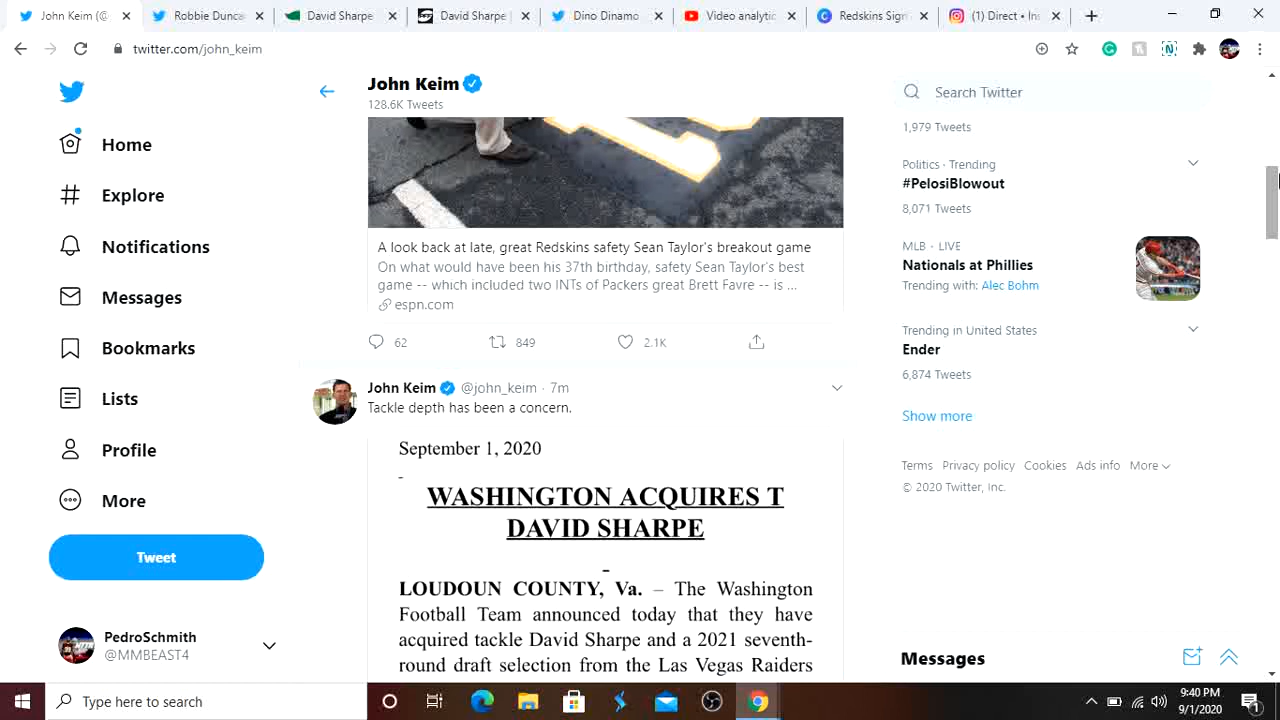 John Keim (@
Robbie Dunca
David Sharpe
David Sharpe
Dino Dinamo
Video analytic
Redskins Sign
(1) Direct • Ins
twitter.com/john_keim
John Keim
128.6K Tweets
Home
Explore
Notifications
Messages
Bookmarks
Lists
Profile
More
Tweet
PedroSchmith
@MMBEAST4
A look back at late, great Redskins safety Sean Taylor's breakout game
On what would have been his 37th birthday, safety Sean Taylor's best
game -- which included two INTs of Packers great Brett Favre -- is ...
espn.com
62 849 2.1K
John Keim @john_keim · 7m
Tackle depth has been a concern.
September 1, 2020
WASHINGTON ACQUIRES T
DAVID SHARPE
LOUDOUN COUNTY, Va. – The Washington
Football Team announced today that they have
acquired tackle David Sharpe and a 2021 seventh-
round draft selection from the Las Vegas Raiders
Search Twitter
1,979 Tweets
Politics · Trending
#PelosiBlowout
8,071 Tweets
MLB · LIVE
Nationals at Phillies
Trending with: Alec Bohm
Trending in United States
Ender
6,874 Tweets
Show more
Terms Privacy policy Cookies Ads info More
© 2020 Twitter, Inc.
Messages
Type here to search
9:40 PM
9/1/2020
1